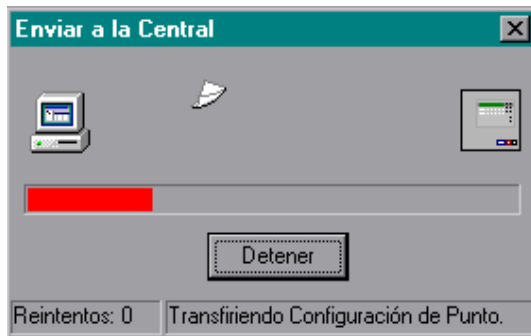 Enviar a la Central
Detener
Reintentos: 0
Transfiriendo Configuración de Punto.